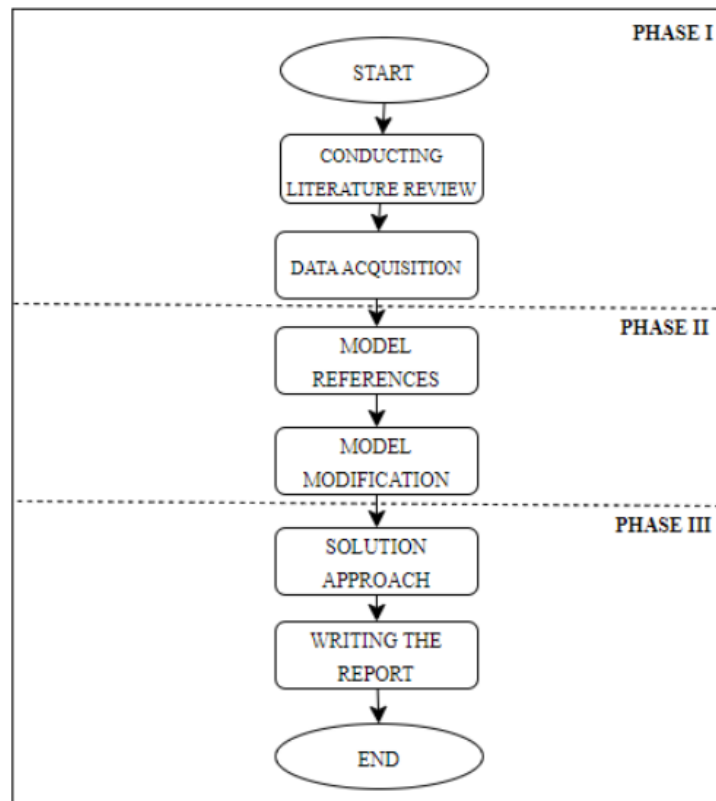 PHASE I
START
CONDUCTING
LITERATURE REVIEW
DATA ACQUISITION
PHASE II
MODEL
REFERENCES
MODEL
MODIFICATION
PHASE III
SOLUTION
APPROACH
WRITING THE
REPORT
END